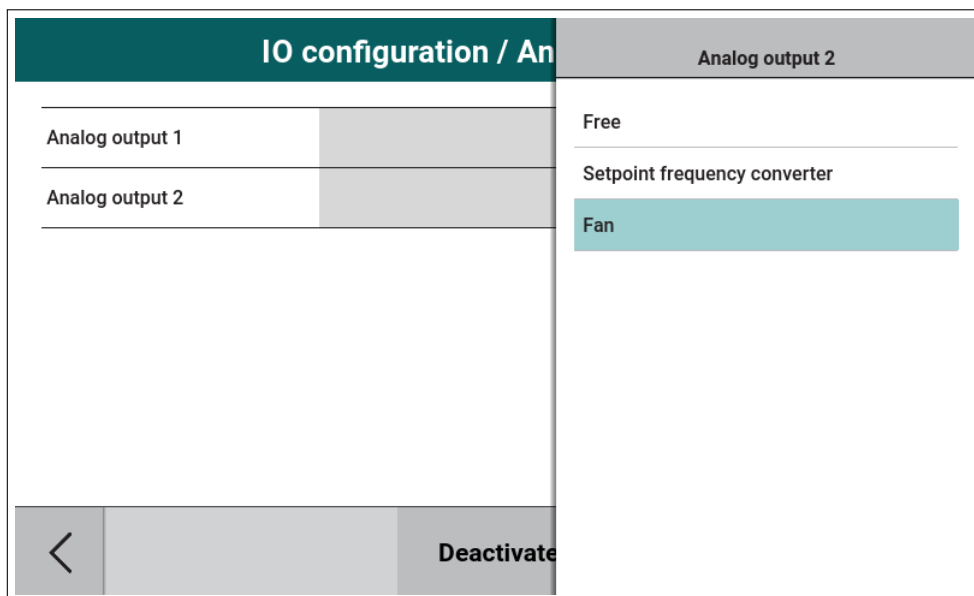 IO configuration / An
Analog output 1
Analog output 2
Deactivate
Analog output 2
Free
Setpoint frequency converter
Fan